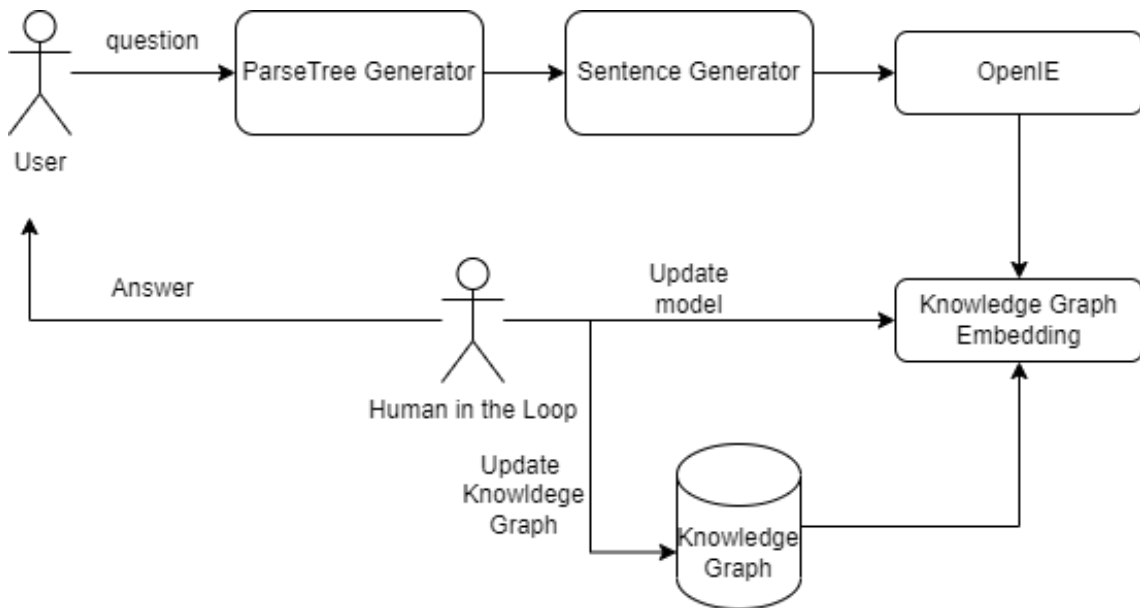 question
ParseTree Generator
Sentence Generator
OpenIE
User
Answer
Update
model
Knowledge Graph
Embedding
Human in the Loop
Update
Knowldege
Graph
Knowledge
Graph